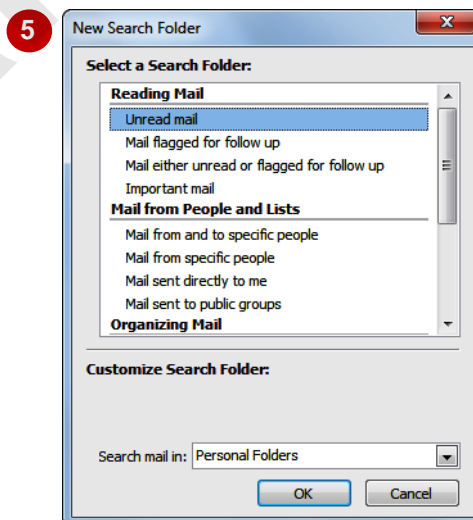 5
New Search Folder
Select a Search Folder:
Reading Mail
Unread mail
Mail flagged for follow up
Mail either unread or flagged for follow up
Important mail
Mail from People and Lists
Mail from and to specific people
Mail from specific people
Mail sent directly to me
Mail sent to public groups
Organizing Mail
Customize Search Folder:
Search mail in: Personal Folders
OK Cancel